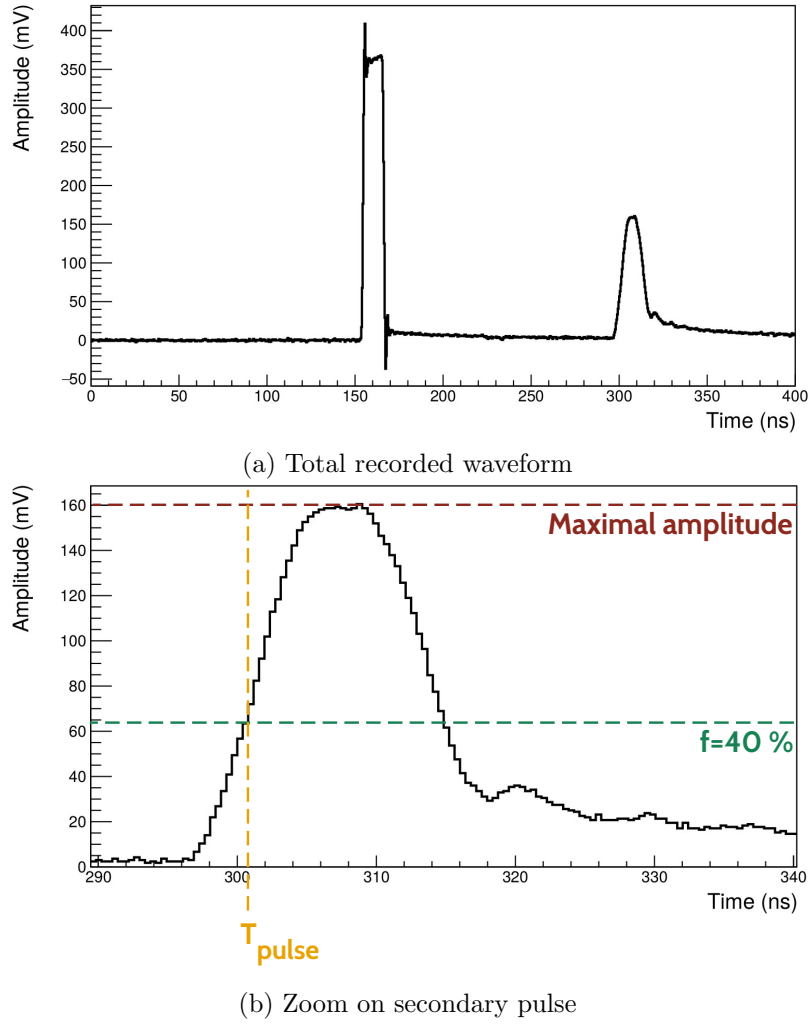 Amplitude (mV)
400
350
300
250
200
150
100
50
0
−50
0 50 100 150 200 250 300 350 400
Time (ns)
(a) Total recorded waveform
Amplitude (mV)
160
140
120
100
80
60
40
20
0
Maximal amplitude
f=40 %
290 300 310 320 330 340
Time (ns)
Tpulse
(b) Zoom on secondary pulse